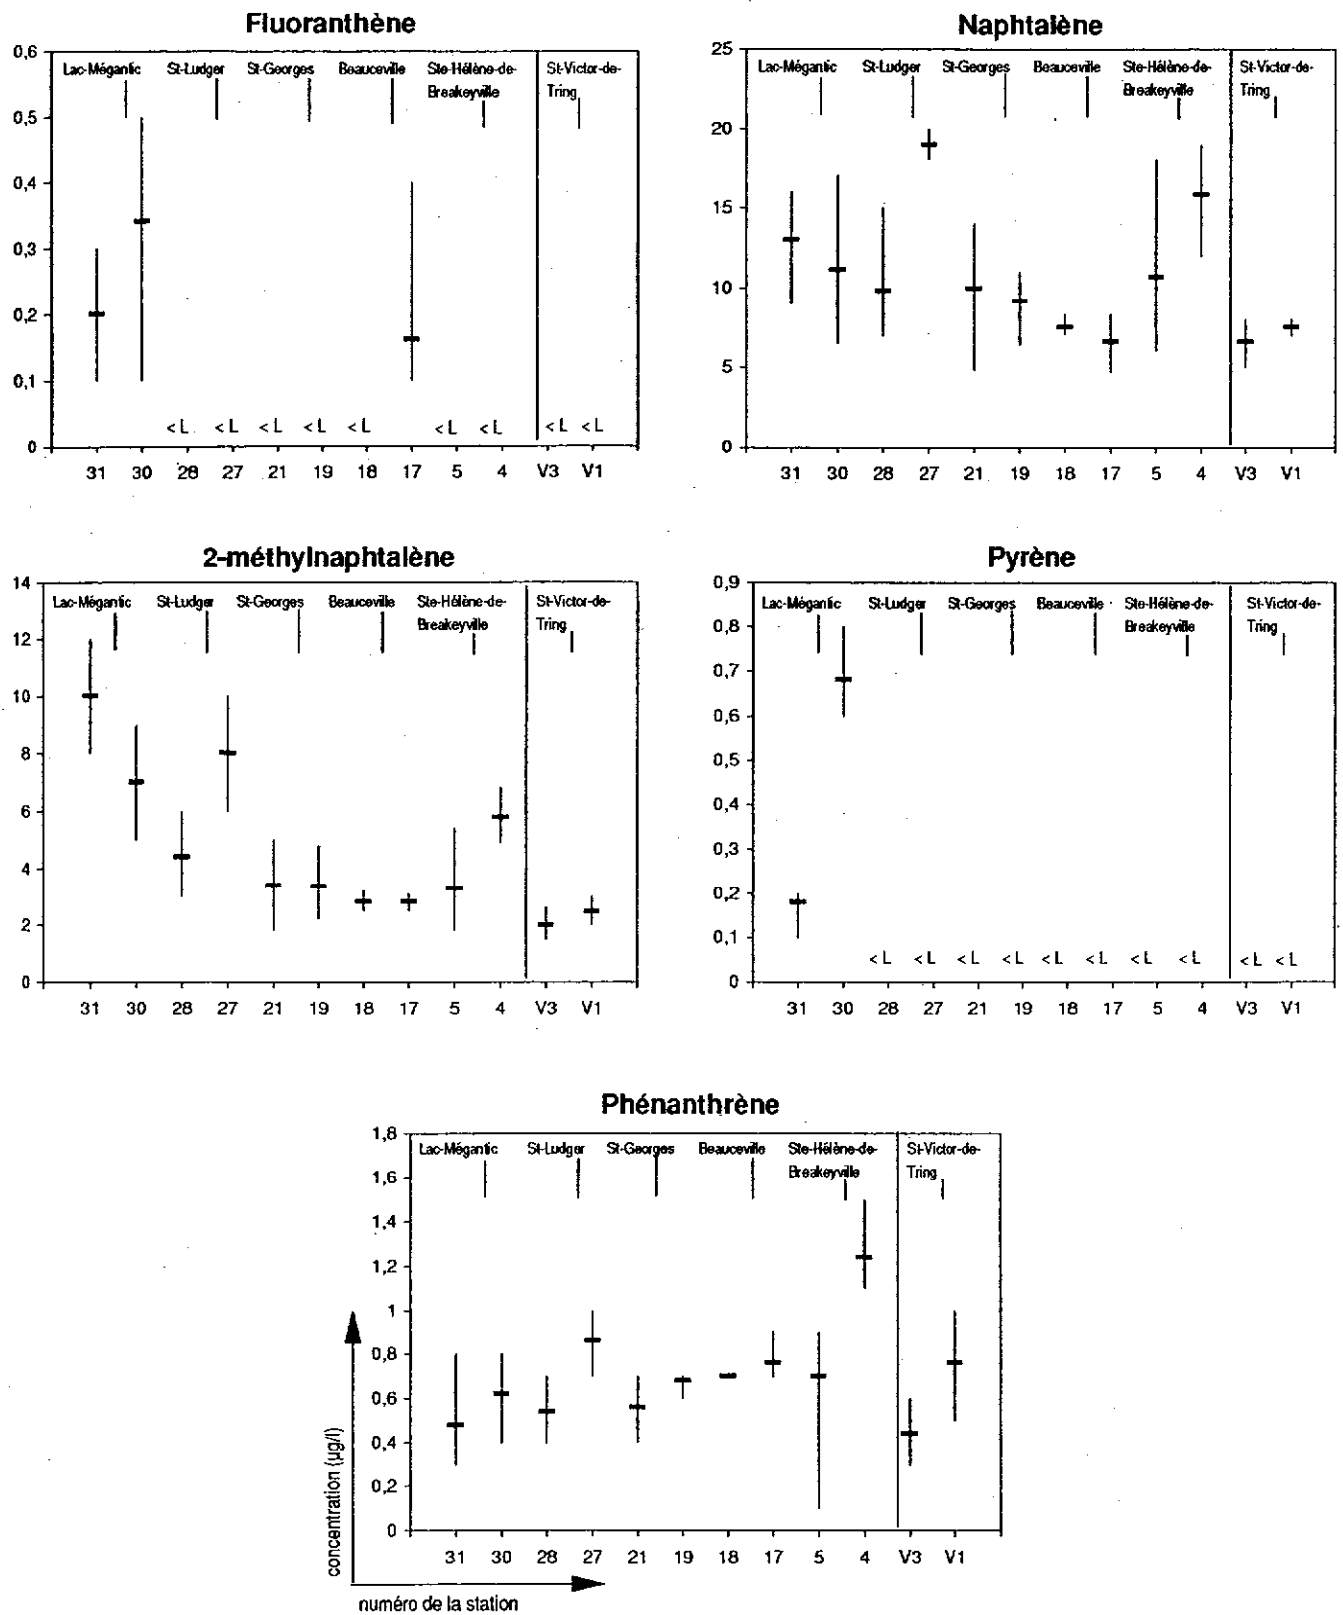 Fluoranthène
0,6
0,5
0,4
0,3
0,2
0,1
0
Lac-Mégantic St-Ludger St-Georges Beauceville Ste-Hélène-de- St-Victor-de-
Breakeyville Tring
<L <L <L <L <L <L <L <L <L
31 30 28 27 21 19 18 17 5 4 V3 V1
Naphtalène
25
20
15
10
5
0
Lac-Mégantic St-Ludger St-Georges Beauceville Ste-Hélène-de- St-Victor-de-
Breakeyville Tring
31 30 28 27 21 19 18 17 5 4 V3 V1
2-méthylnaphtalène
14
12
10
8
6
4
2
0
Lac-Mégantic St-Ludger St-Georges Beauceville Ste-Hélène-de- St-Victor-de-
Breakeyville Tring
31 30 28 27 21 19 18 17 5 4 V3 V1
Pyrène
0,9
0,8
0,7
0,6
0,5
0,4
0,3
0,2
0,1
0
Lac-Mégantic St-Ludger St-Georges Beauceville Ste-Hélène-de- St-Victor-de-
Breakeyville Tring
<L <L <L <L <L <L <L <L <L <L
31 30 28 27 21 19 18 17 5 4 V3 V1
Phénanthrène
1,8
1,6
1,4
1,2
1
0,8
0,6
0,4
0,2
0
Lac-Mégantic St-Ludger St-Georges Beauceville Ste-Hélène-de- St-Victor-de-
Breakeyville Tring
31 30 28 27 21 19 18 17 5 4 V3 V1
concentration (µg/l)
numéro de la station